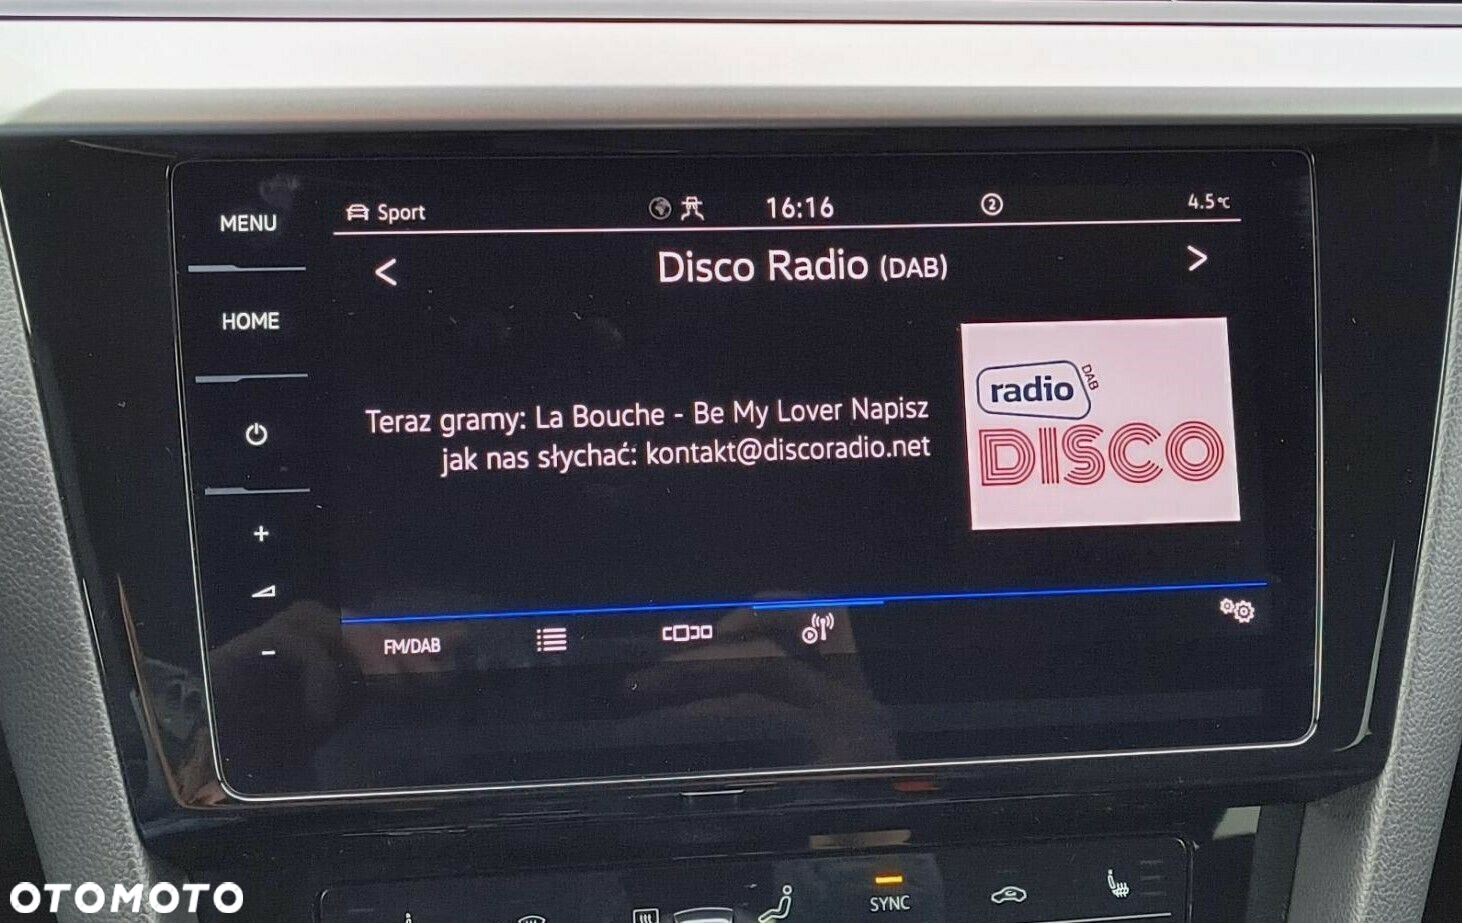 MENU
Sport
16:16
2
4.5°C
Disco Radio (DAB)
HOME
radio
DAB
DISCO
Teraz gramy: La Bouche - Be My Lover Napisz
jak nas słychać: kontakt@discoradio.net
+
-
FM/DAB
SYNC
OTOMOTO